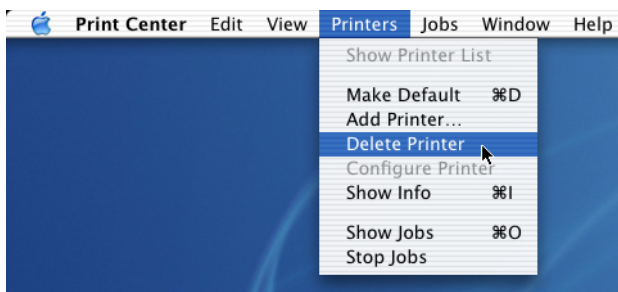 Print Center Edit View Printers Jobs Window Help
Show Printer List
Make Default ⌘D
Add Printer...
Delete Printer
Configure Printer
Show Info ⌘I
Show Jobs ⌘O
Stop Jobs